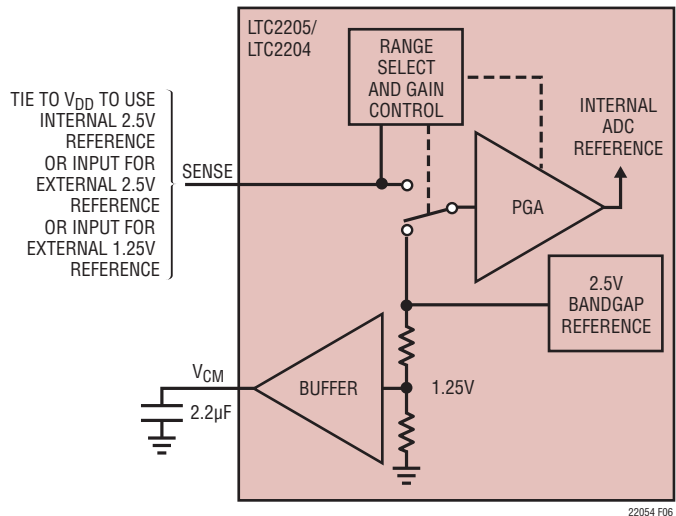 LTC2205/
LTC2204
RANGE
SELECT
AND GAIN
CONTROL
TIE TO VDD TO USE
INTERNAL 2.5V
REFERENCE
OR INPUT FOR
EXTERNAL 2.5V
REFERENCE
OR INPUT FOR
EXTERNAL 1.25V
REFERENCE
SENSE
INTERNAL
ADC
REFERENCE
PGA
2.5V
BANDGAP
REFERENCE
VCM
BUFFER
1.25V
2.2µF
22054 F06